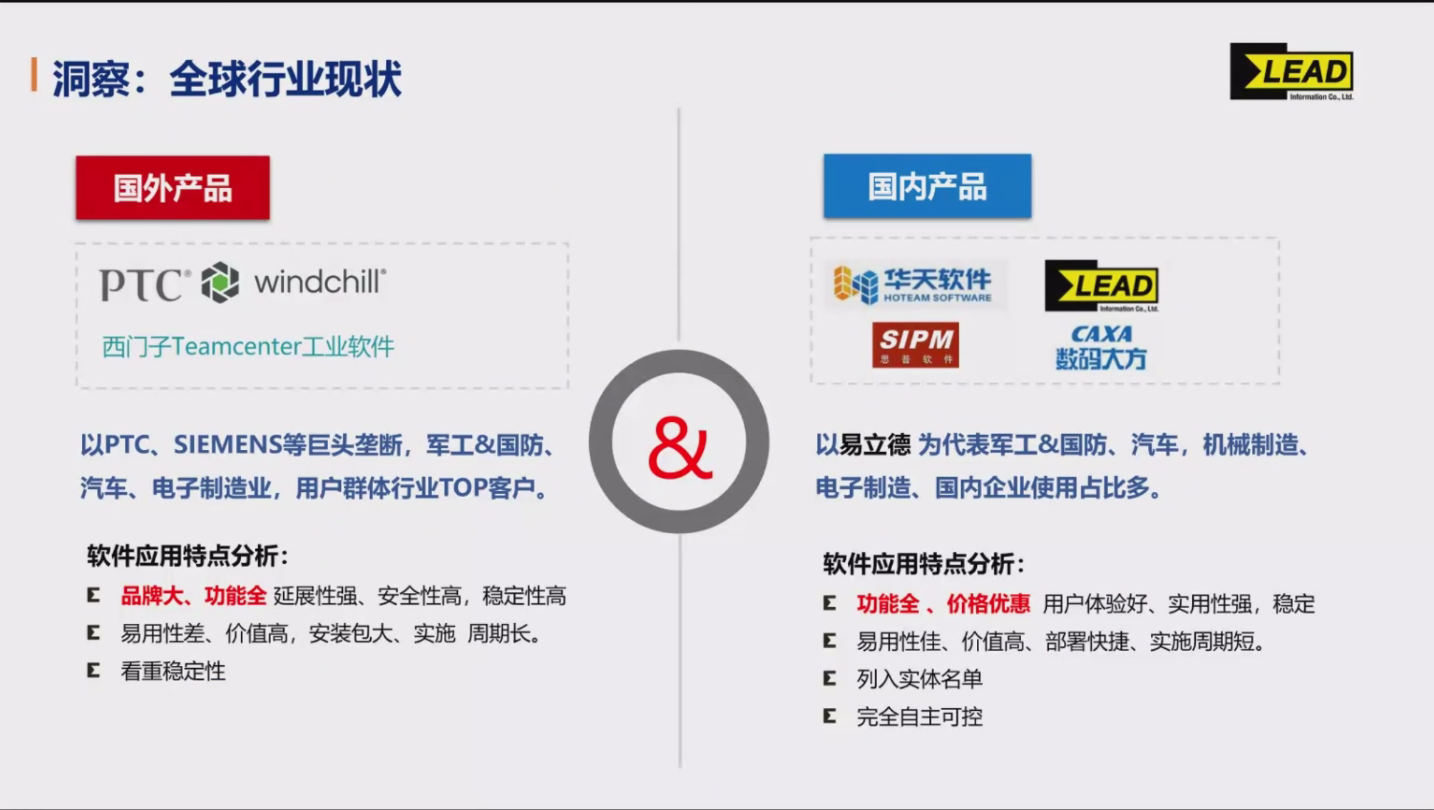 洞察：全球行业现状
LEAD
Information Co., Ltd.
国外产品
PTC® windchill®
西门子Teamcenter工业软件
以PTC、SIEMENS等巨头垄断，军工&国防、
汽车、电子制造业，用户群体行业TOP客户。
软件应用特点分析：
品牌大、功能全 延展性强、安全性高，稳定性高
易用性差、价值高，安装包大、实施 周期长。
看重稳定性
&
国内产品
华天软件
HOTEAM SOFTWARE
LEAD
Information Co., Ltd.
SIPM
思普软件
CAXA
数码大方
以易立德 为代表军工&国防、汽车，机械制造、
电子制造、国内企业使用占比多。
软件应用特点分析：
功能全 、价格优惠 用户体验好、实用性强，稳定
易用性佳、价值高、部署快捷、实施周期短。
列入实体名单
完全自主可控